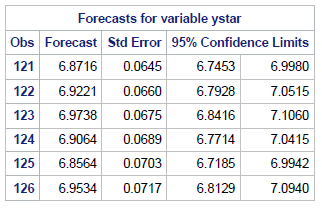 Forecasts for variable ystar
Obs Forecast Std Error 95% Confidence Limits
121 6.8716 0.0645 6.7453 6.9980
122 6.9221 0.0660 6.7928 7.0515
123 6.9738 0.0675 6.8416 7.1060
124 6.9064 0.0689 6.7714 7.0415
125 6.8564 0.0703 6.7185 6.9942
126 6.9534 0.0717 6.8129 7.0940